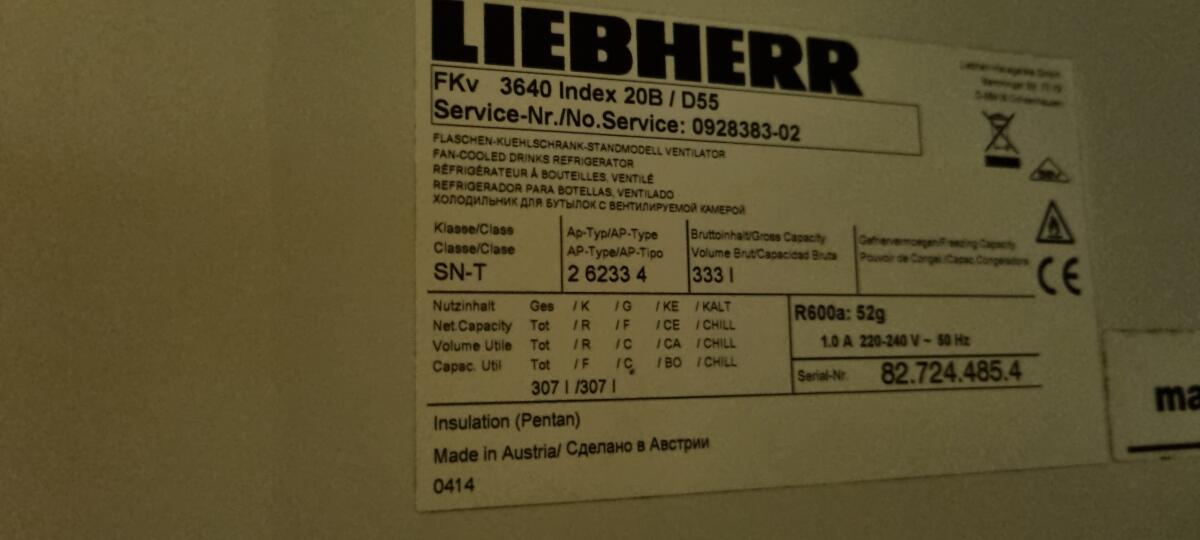 LIEBHERR
FKv 3640 Index 20B / D55
Service-Nr./No.Service: 0928383-02
FLASCHEN-KUEHLSCHRANK-STANDMODELL VENTILATOR
FAN-COOLED DRINKS REFRIGERATOR
RÉFRIGÉRATEUR À BOUTEILLES, VENTILÉ
REFRIGERADOR PARA BOTELLAS, VENTILADO
ХОЛОДИЛЬНИК ДЛЯ БУТЫЛОК С ВЕНТИЛИРУЕМОЙ КАМЕРОЙ
Klasse/Class
Classe/Clase
SN-T
Ap-Typ/AP-Type
AP-Type/AP-Tipo
2 6233 4
Bruttoinhalt/Gross Capacity
Volume Brut/Capacidad Bruta
333 l
Gefriervermoegen/Freezing Capacity
Pouvoir de Congel./Capac.Congeladora
CE
Nutzinhalt Ges / K / G / KE / KALT
Net.Capacity Tot / R / F / CE / CHILL
Volume Utile Tot / R / C / CA / CHILL
Capac. Util Tot / F / C / BO / CHILL
307 l /307 l
R600a: 52g
1.0 A 220-240 V ~ 50 Hz
Serial-Nr. 82.724.485.4
Insulation (Pentan)
Made in Austria/ Сделано в Австрии
0414
ma